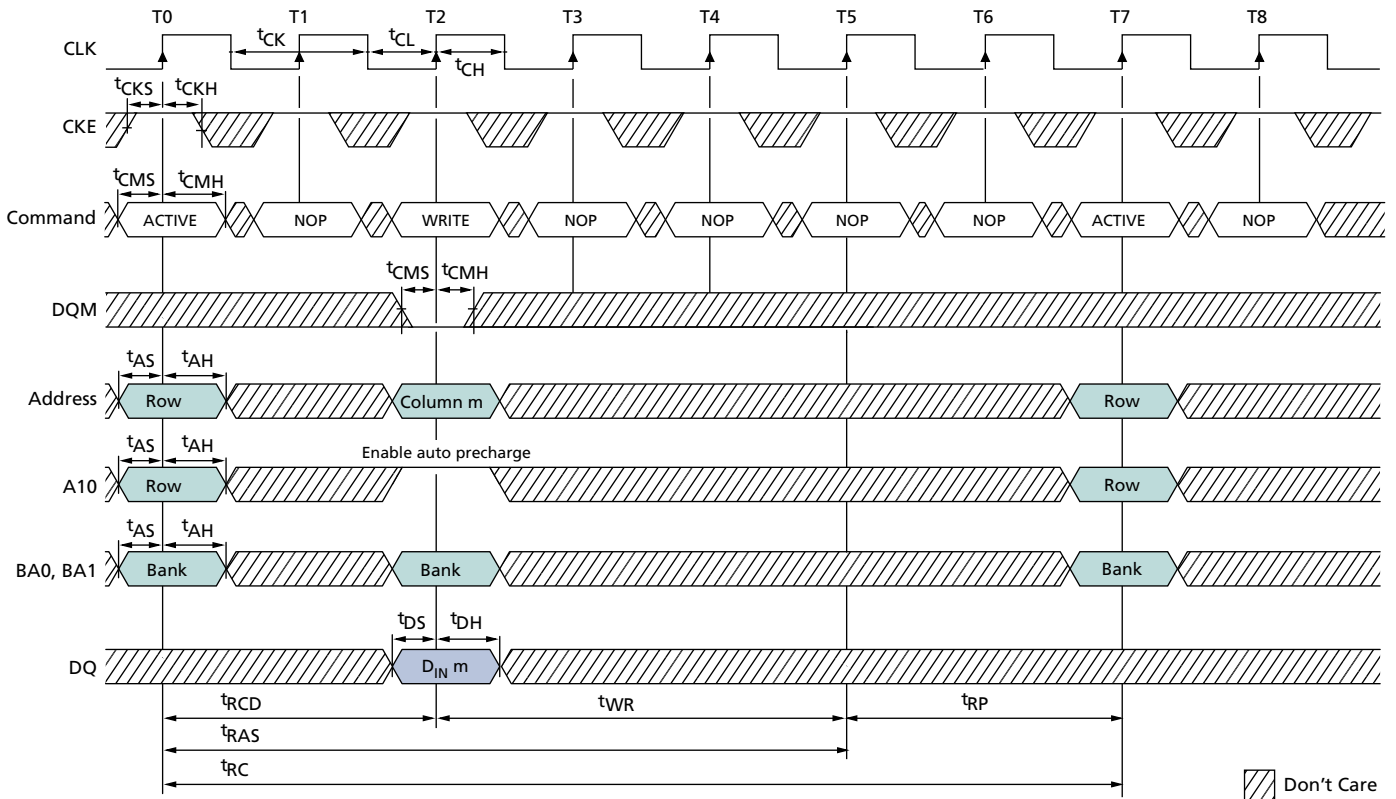 T0 T1 T2 T3 T4 T5 T6 T7 T8
CLK tCK tCL tCH
tCKS tCKH
CKE
tCMS tCMH
Command ACTIVE NOP WRITE NOP NOP NOP NOP ACTIVE NOP
tCMS tCMH
DQM
tAS tAH
Address Row Column m Row
tAS tAH Enable auto precharge
A10 Row Row
tAS tAH
BA0, BA1 Bank Bank Bank
tDS tDH
DQ DIN m
tRCD tWR tRP
tRAS
tRC
Don't Care